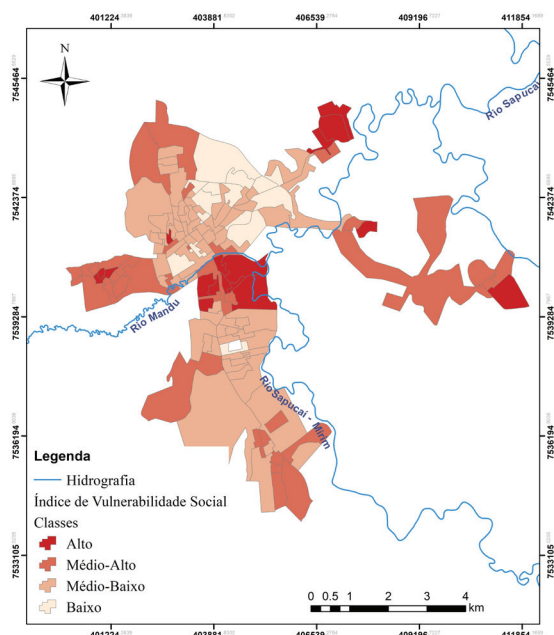 401224 403881 406539 409196 411854
7545464 7545464
N
Rio Sapucaí
7542374 7542374
7539284 7539284
Rio Mandu
Rio Sapucaí - Mirim
7536194 7536194
Legenda
Hidrografia
Índice de Vulnerabilidade Social
Classes
7533105 7533105
Alto
Médio-Alto
Médio-Baixo
Baixo
0 0.5 1 2 3 4
km
401224 403881 406539 409196 411854